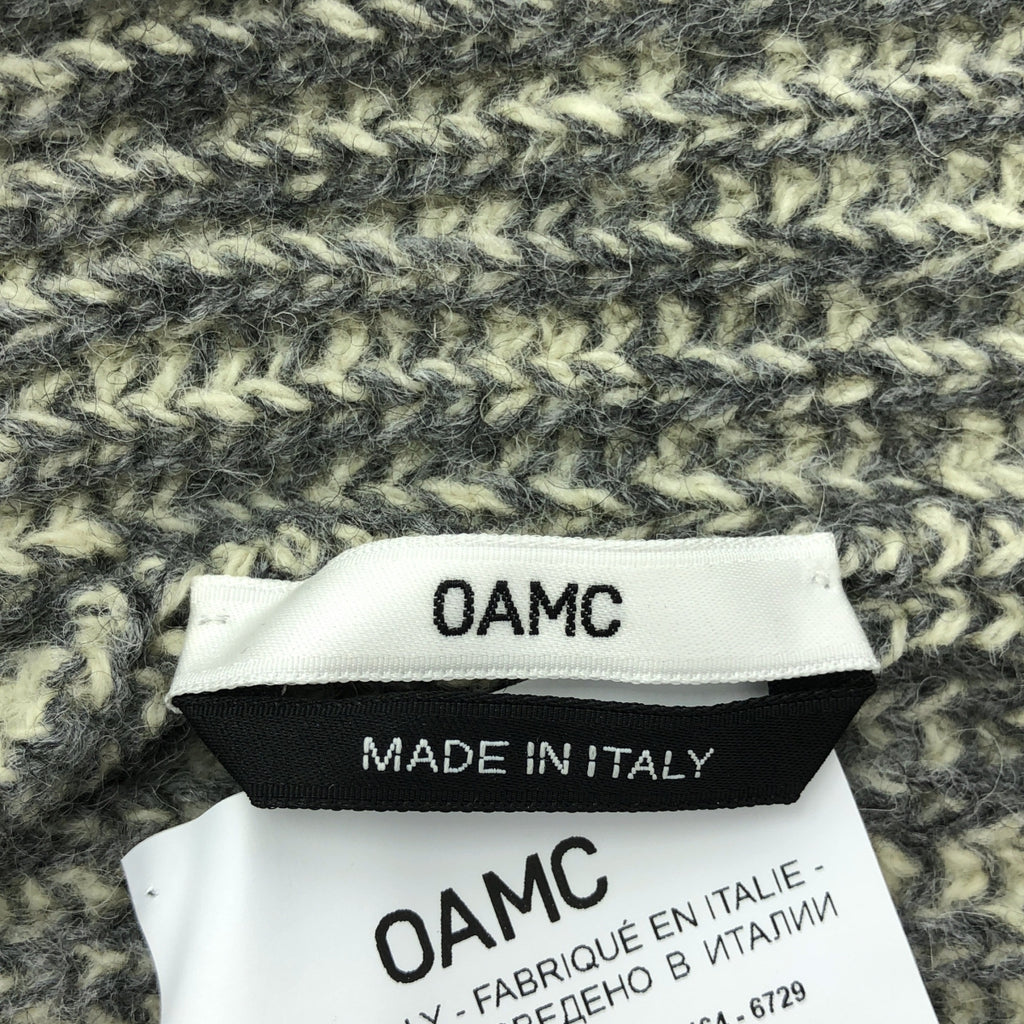 OAMC
MADE IN ITALY
OAMC
- FABRIQUÉ EN ITALIE -
В ИТАЛИИ
- 6729